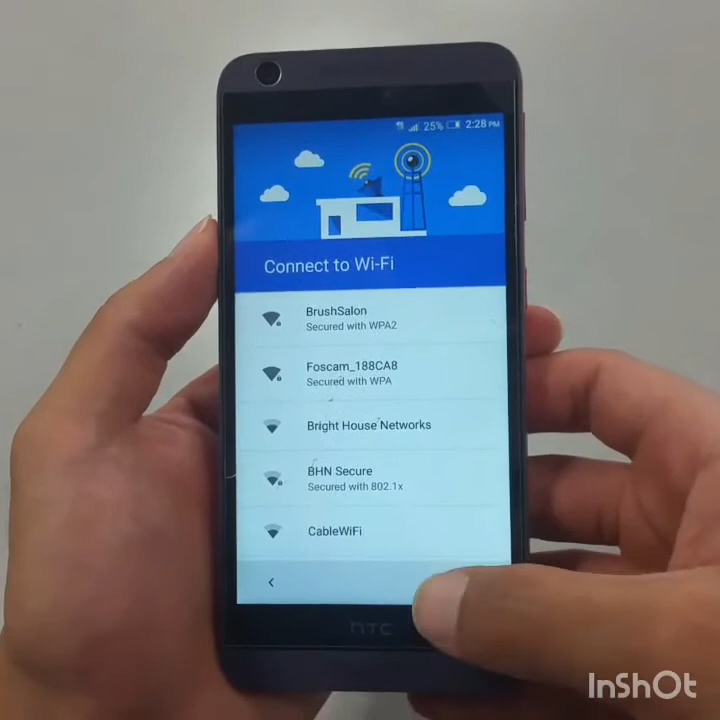 25% 2:28 PM
Connect to Wi-Fi
BrushSalon
Secured with WPA2
Foscam_188CA8
Secured with WPA
Bright House Networks
BHN Secure
Secured with 802.1x
CableWiFi
hTC
InShOt